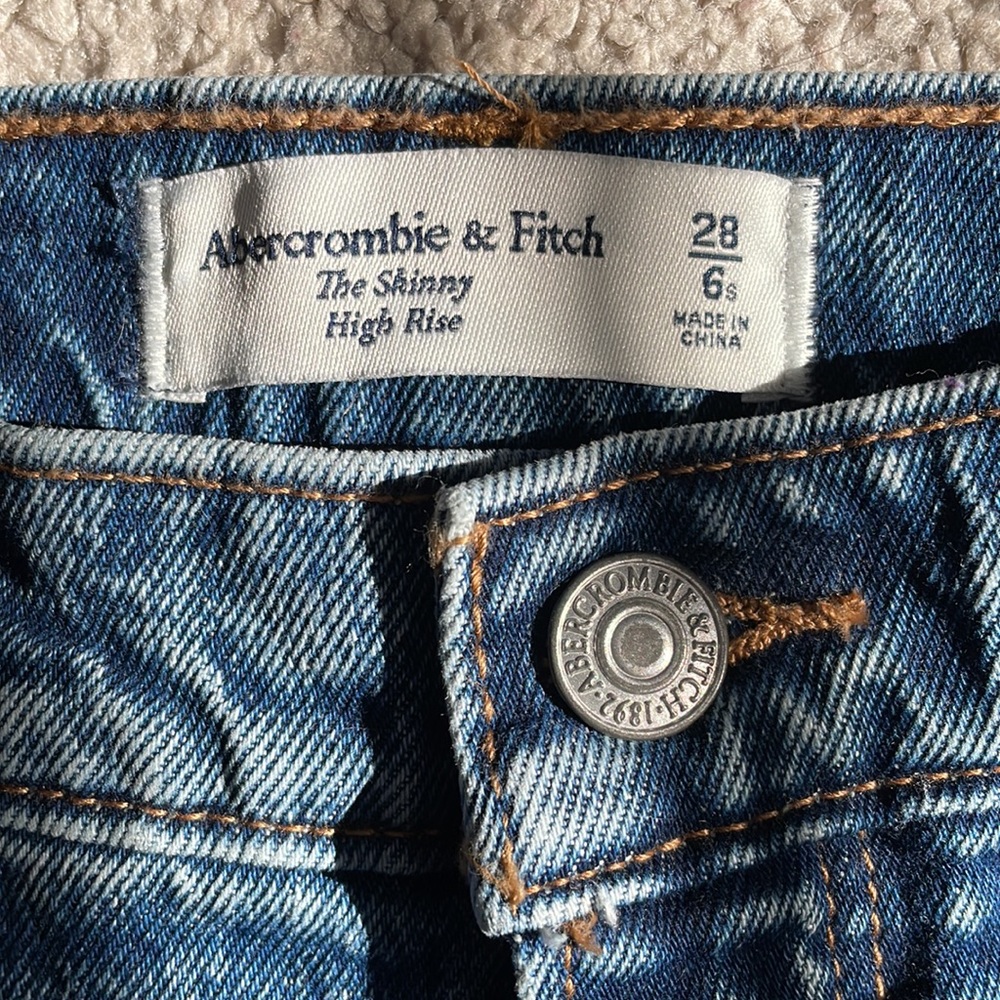 Abercrombie & Fitch
The Skinny
High Rise
28
6s
MADE IN
CHINA
ABERCROMBIE & FITCH • 1892 •